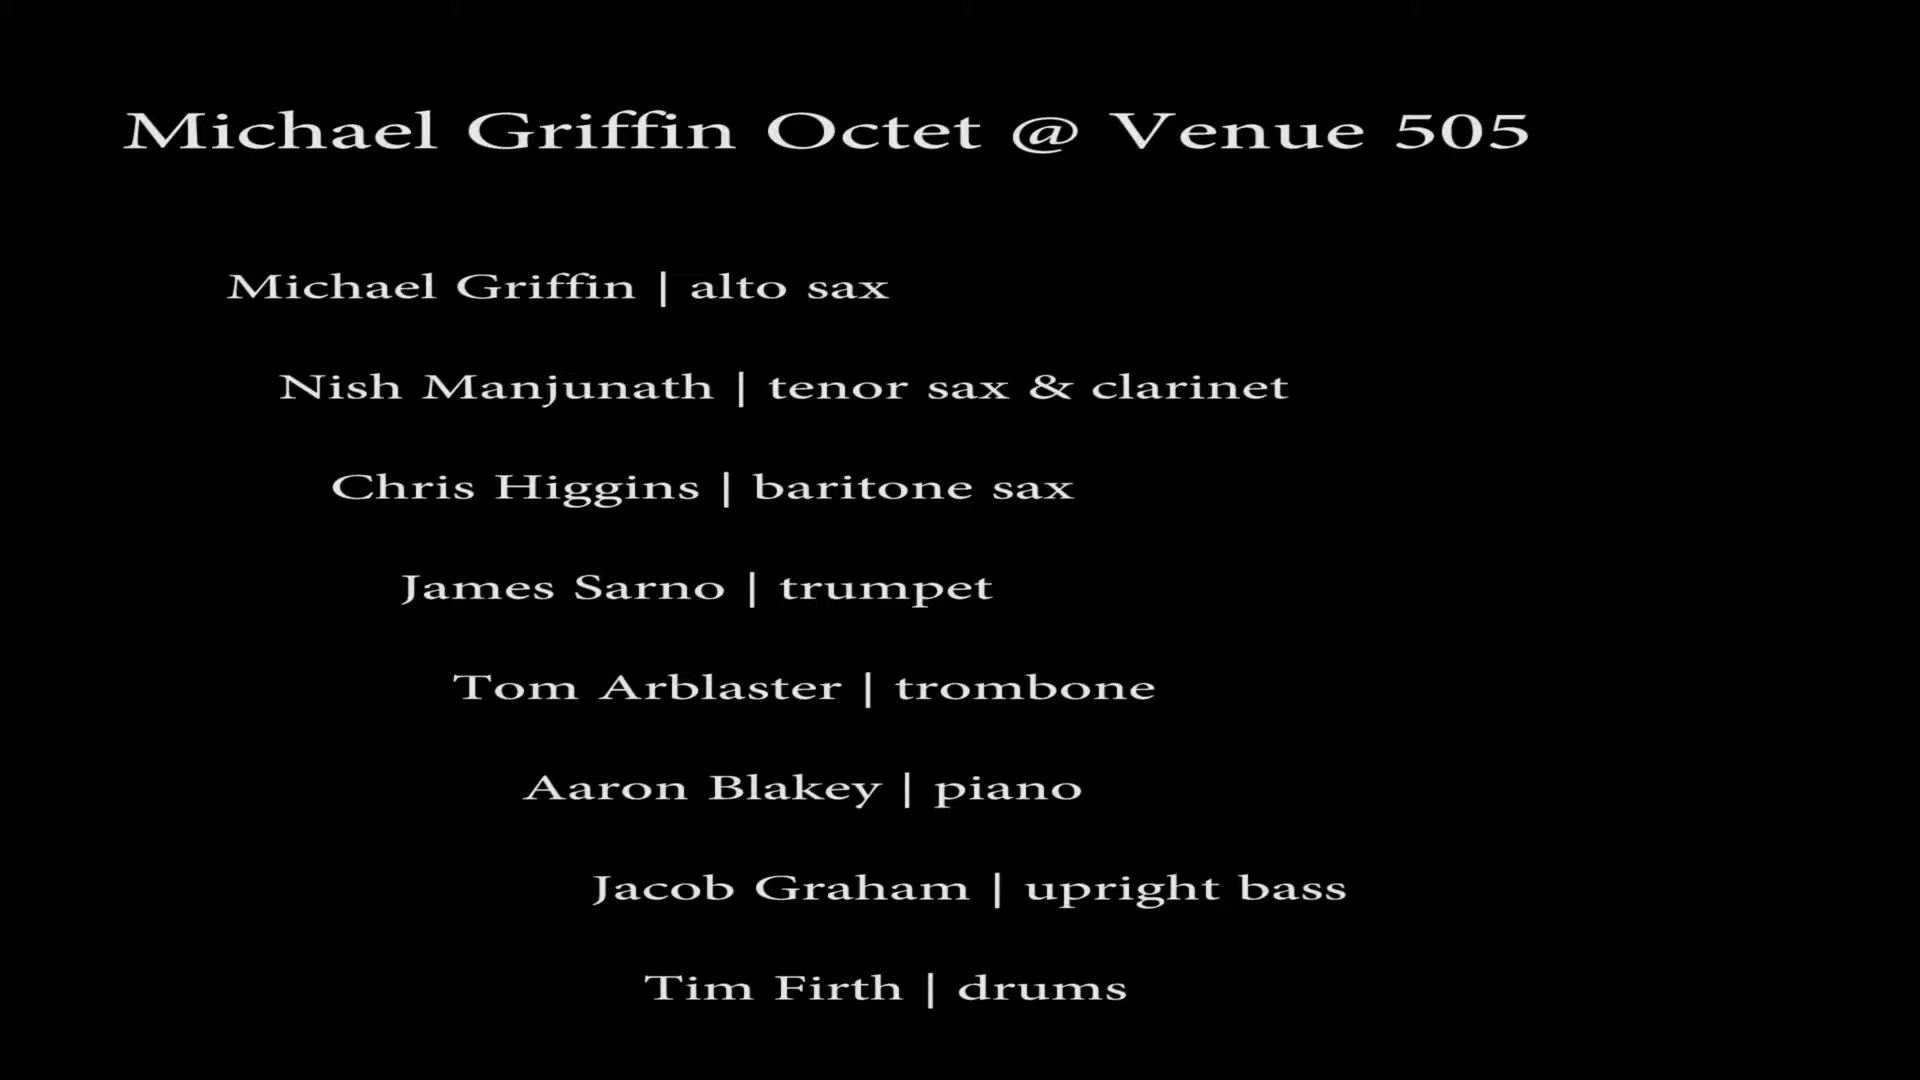 Michael Griffin Octet @ Venue 505
Michael Griffin | alto sax
Nish Manjunath | tenor sax & clarinet
Chris Higgins | baritone sax
James Sarno | trumpet
Tom Arblaster | trombone
Aaron Blakey | piano
Jacob Graham | upright bass
Tim Firth | drums